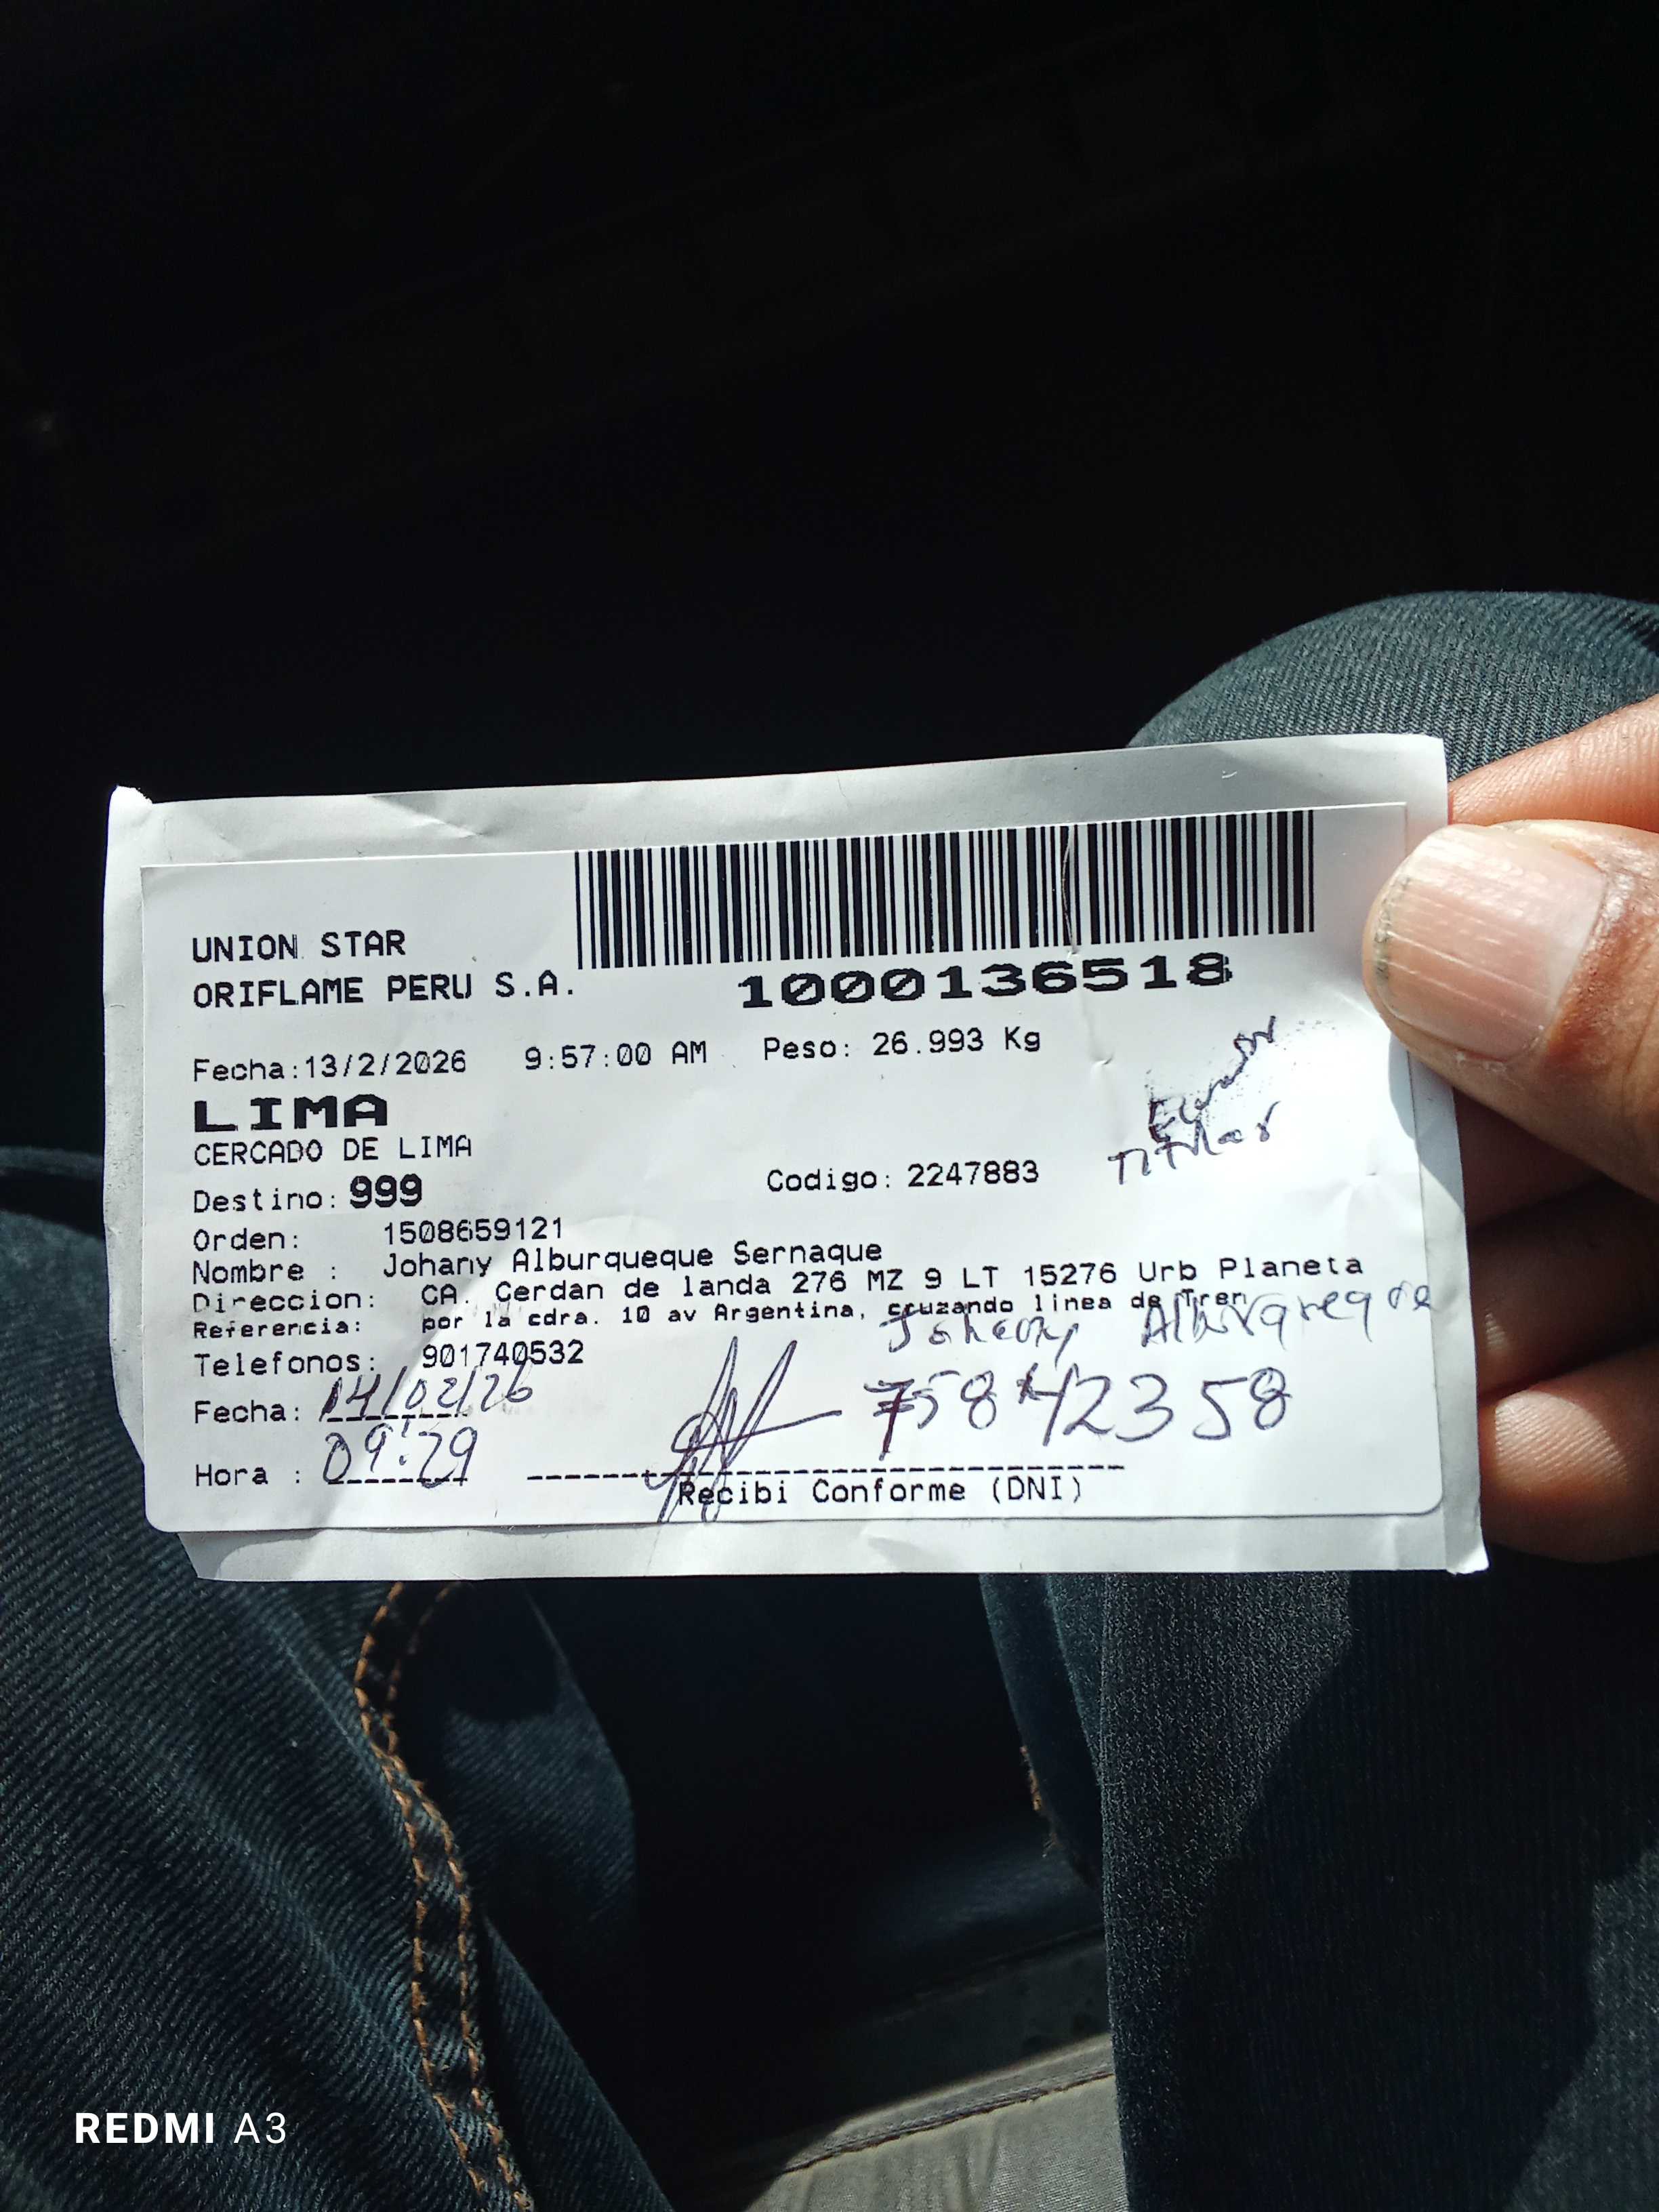 UNION STAR
ORIFLAME PERU S.A.
1000136518
Fecha:13/2/2026 9:57:00 AM Peso: 26.993 Kg
LIMA
CERCADO DE LIMA
Titular
Destino: 999 Codigo: 2247883
Orden: 1508659121
Nombre : Johany Alburqueque Sernaque
Direccion: CA. Cerdan de landa 276 MZ 9 LT 15276 Urb Planeta
Referencia: por la cdra. 10 av Argentina, cruzando linea de Tren
Telefonos: 901740532
Fecha: 14/02/26
75842358
Hora : 09:29
Recibi Conforme (DNI)
REDMI A3